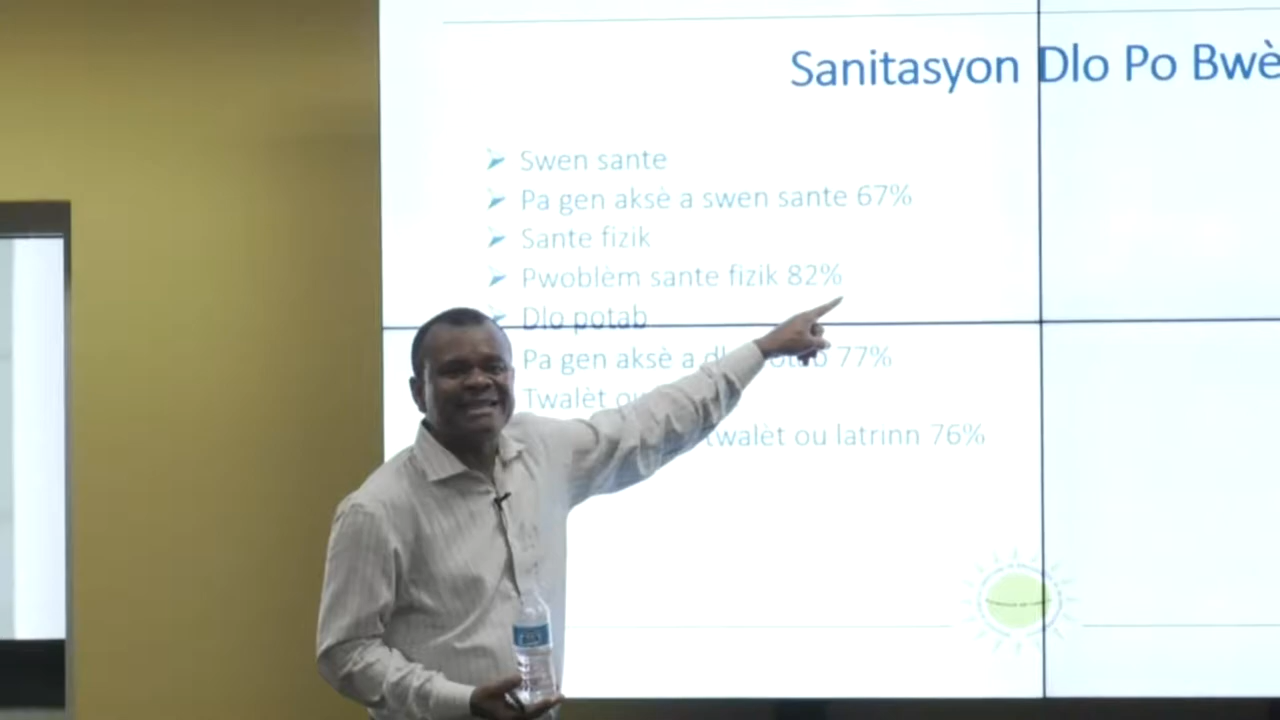 Sanitasyon Dlo Po Bwè
Swen sante
Pa gen aksè a swen sante 67%
Sante fizik
Pwoblèm sante fizik 82%
Dlo potab
Pa gen aksè a 77%
Twalèt ou
twalèt ou latrinn 76%